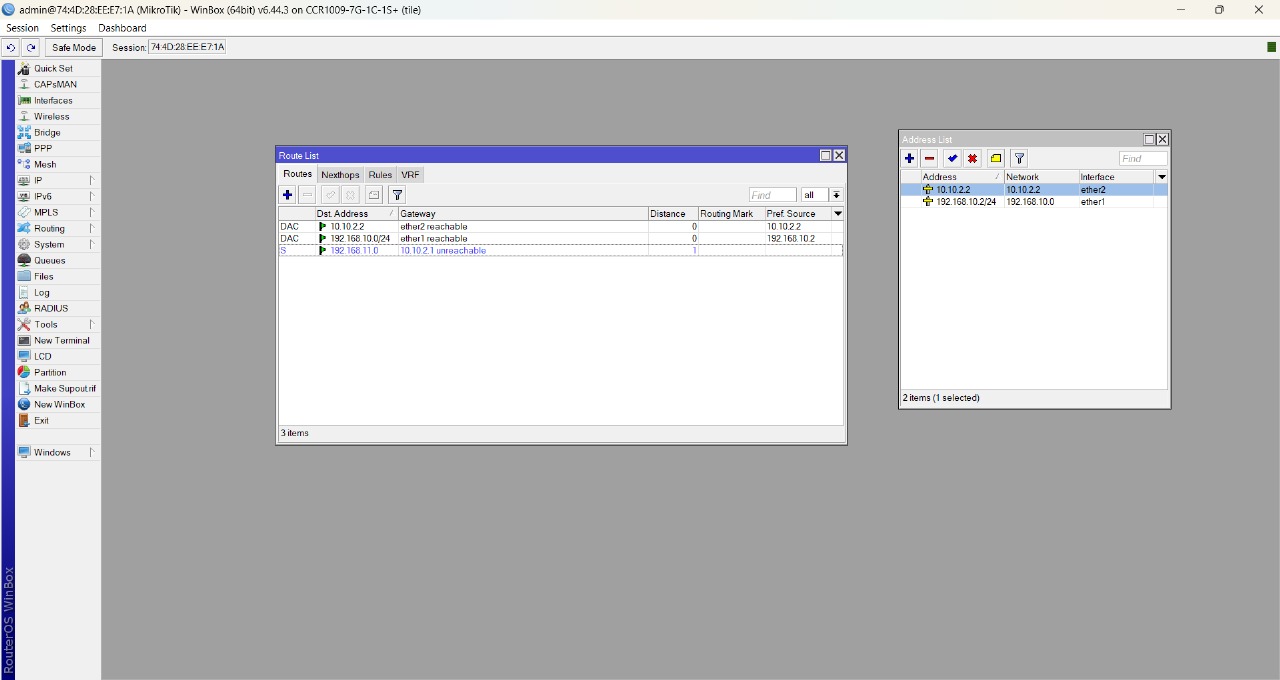 admin@74:4D:28:EE:E7:1A (MikroTik) - WinBox (64bit) v6.44.3 on CCR1009-7G-1C-1S+ (tile)
Session Settings Dashboard
Safe Mode Session: 74:4D:28:EE:E7:1A
Quick Set
CAPsMAN
Interfaces
Wireless
Bridge
PPP
Mesh
IP
IPv6
MPLS
Routing
System
Queues
Files
Log
RADIUS
Tools
New Terminal
LCD
Partition
Make Supout.rif
New WinBox
Exit
Windows
RouterOS WinBox
Route List
Routes Nexthops Rules VRF
Find all
Dst. Address Gateway Distance Routing Mark Pref. Source
DAC 10.10.2.2 ether2 reachable 0 10.10.2.2
DAC 192.168.10.0/24 ether1 reachable 0 192.168.10.2
S 192.168.11.0 10.10.2.1 unreachable 1
3 items
Address List
Find
Address Network Interface
10.10.2.2 10.10.2.2 ether2
192.168.10.2/24 192.168.10.0 ether1
2 items (1 selected)